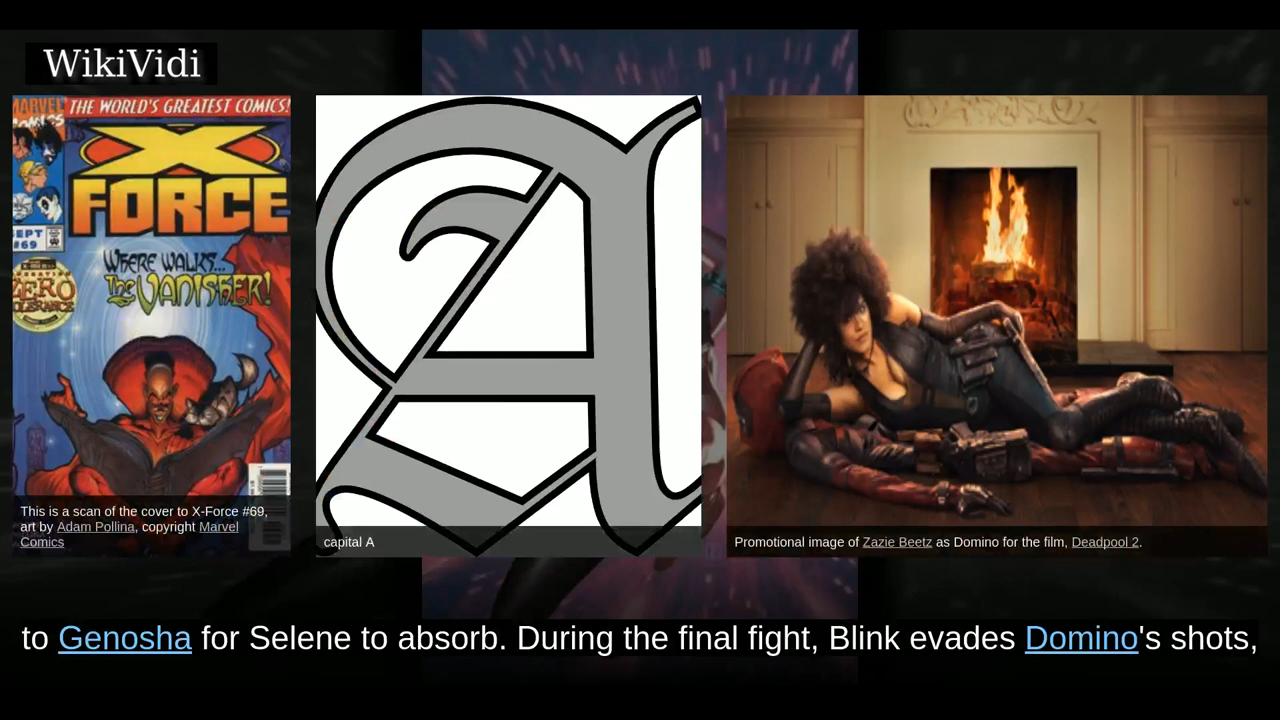 WikiVidi
MARVEL COMICS
THE WORLD'S GREATEST COMICS!
X
FORCE
SEPT
#69
WHERE WALKS...
The VANISHER!
ZERO
TOLERANCE
This is a scan of the cover to X-Force #69,
art by Adam Pollina, copyright Marvel
Comics
A
capital A
Promotional image of Zazie Beetz as Domino for the film, Deadpool 2.
to Genosha for Selene to absorb. During the final fight, Blink evades Domino's shots,